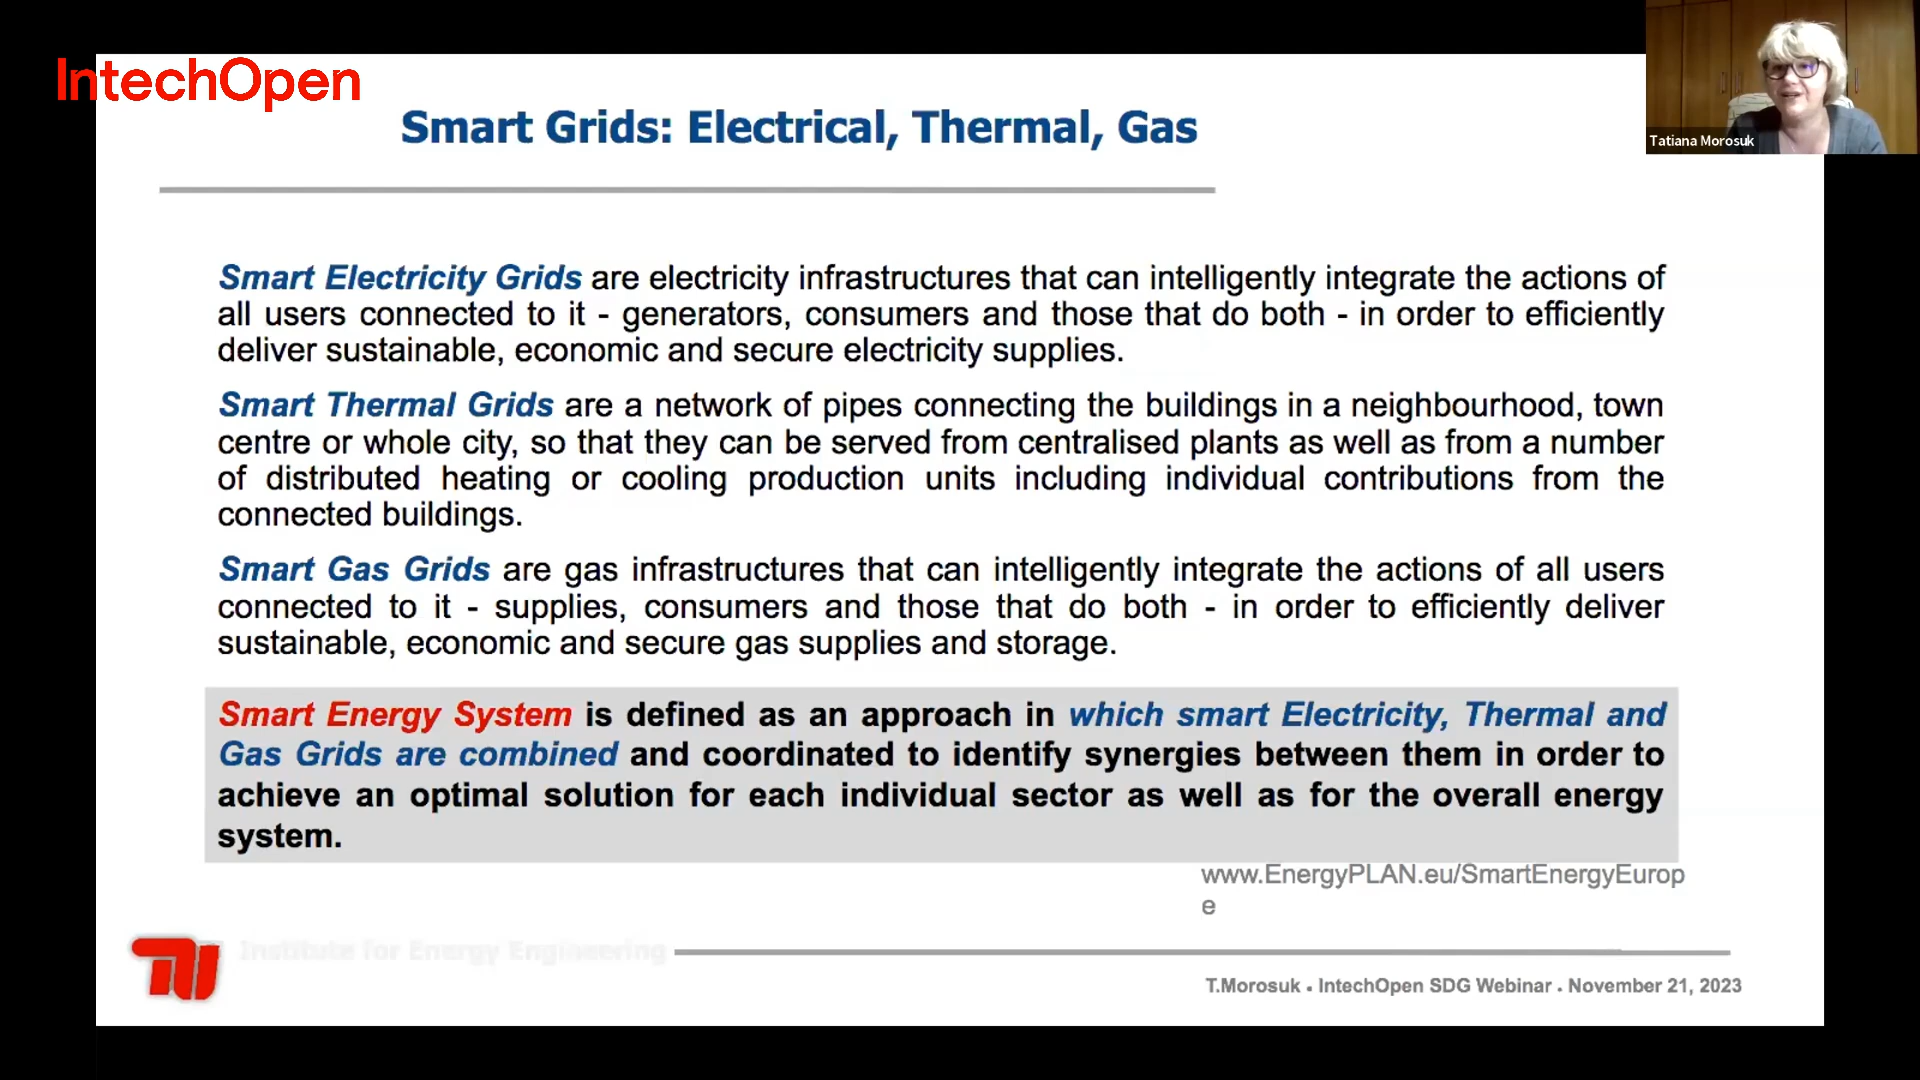 IntechOpen
Tatiana Morosuk
Smart Grids: Electrical, Thermal, Gas
Smart Electricity Grids are electricity infrastructures that can intelligently integrate the actions of
all users connected to it - generators, consumers and those that do both - in order to efficiently
deliver sustainable, economic and secure electricity supplies.
Smart Thermal Grids are a network of pipes connecting the buildings in a neighbourhood, town
centre or whole city, so that they can be served from centralised plants as well as from a number
of distributed heating or cooling production units including individual contributions from the
connected buildings.
Smart Gas Grids are gas infrastructures that can intelligently integrate the actions of all users
connected to it - supplies, consumers and those that do both - in order to efficiently deliver
sustainable, economic and secure gas supplies and storage.
Smart Energy System is defined as an approach in which smart Electricity, Thermal and
Gas Grids are combined and coordinated to identify synergies between them in order to
achieve an optimal solution for each individual sector as well as for the overall energy
system.
www.EnergyPLAN.eu/SmartEnergyEurop
e
Institute for Energy Engineering
T.Morosuk • IntechOpen SDG Webinar • November 21, 2023